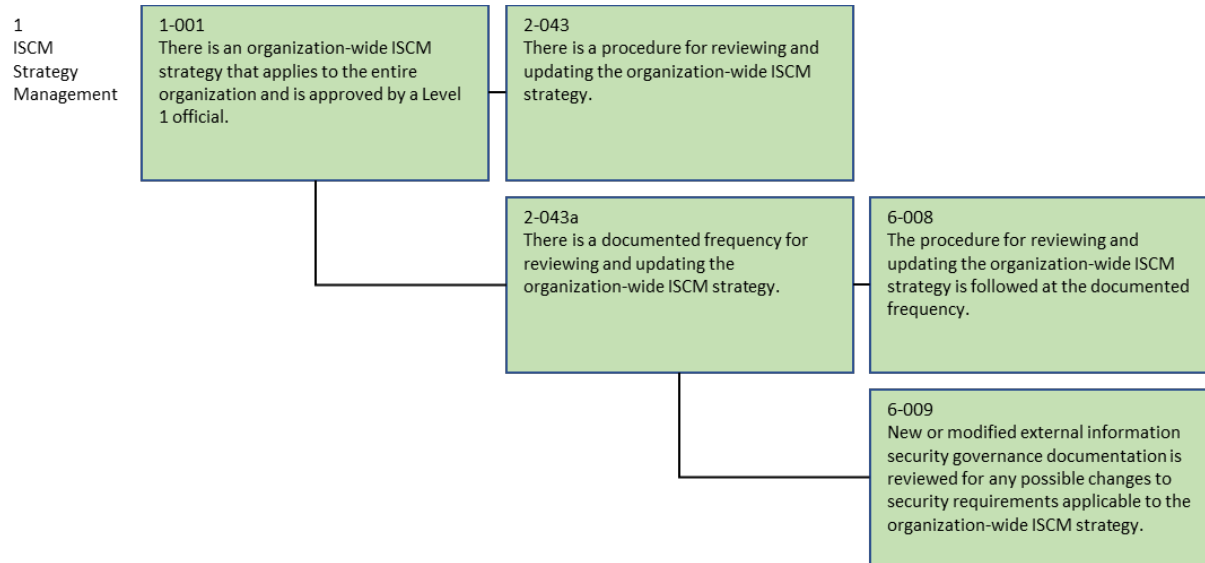 1
ISCM
Strategy
Management
1-001
There is an organization-wide ISCM
strategy that applies to the entire
organization and is approved by a Level
1 official.
2-043
There is a procedure for reviewing and
updating the organization-wide ISCM
strategy.
2-043a
There is a documented frequency for
reviewing and updating the
organization-wide ISCM strategy.
6-008
The procedure for reviewing and
updating the organization-wide ISCM
strategy is followed at the documented
frequency.
6-009
New or modified external information
security governance documentation is
reviewed for any possible changes to
security requirements applicable to the
organization-wide ISCM strategy.